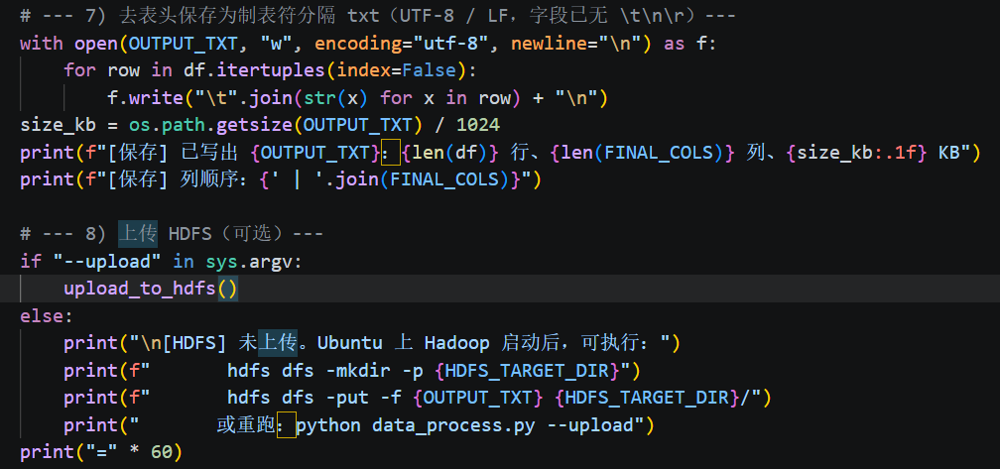 # --- 7) 去表头保存为制表符分隔 txt（UTF-8 / LF，字段已无 \t\n\r）---
with open(OUTPUT_TXT, "w", encoding="utf-8", newline="\n") as f:
    for row in df.itertuples(index=False):
        f.write("\t".join(str(x) for x in row) + "\n")
size_kb = os.path.getsize(OUTPUT_TXT) / 1024
print(f"[保存] 已写出 {OUTPUT_TXT}：{len(df)} 行、{len(FINAL_COLS)} 列、{size_kb:.1f} KB")
print(f"[保存] 列顺序: {' | '.join(FINAL_COLS)}")
# --- 8) 上传 HDFS（可选）---
if "--upload" in sys.argv:
    upload_to_hdfs()
else:
    print("\n[HDFS] 未上传。Ubuntu 上 Hadoop 启动后，可执行：")
    print(f"       hdfs dfs -mkdir -p {HDFS_TARGET_DIR}")
    print(f"       hdfs dfs -put -f {OUTPUT_TXT} {HDFS_TARGET_DIR}/")
    print("       或重跑：python data_process.py --upload")
print("=" * 60)